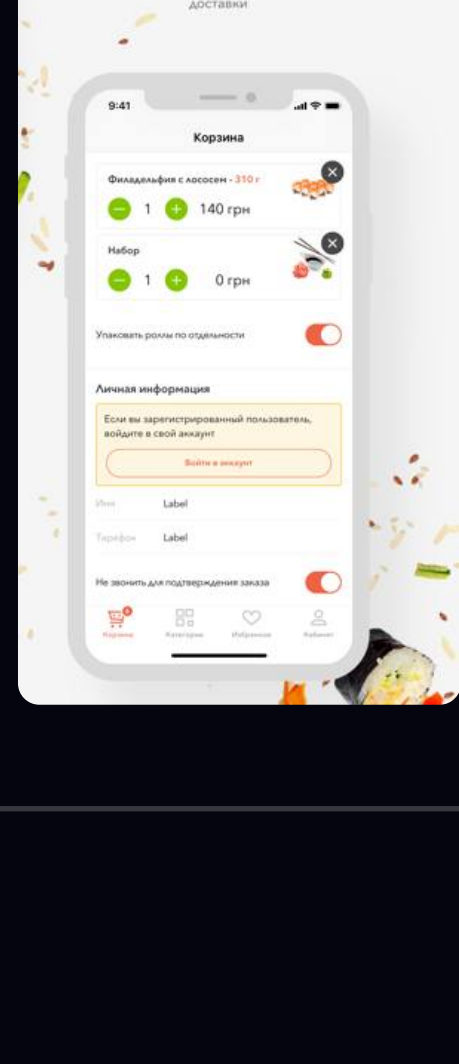 доставки
9:41
Корзина
Филадельфия с лососем - 310 г
1 140 грн
Набор
1 0 грн
Упаковать роллы по отдельности
Личная информация
Если вы зарегистрированный пользователь,
войдите в свой аккаунт
Войти в аккаунт
Имя Label
Label
Не звонить для подтверждения заказа
6
Корзина Категории Избранное Кабинет